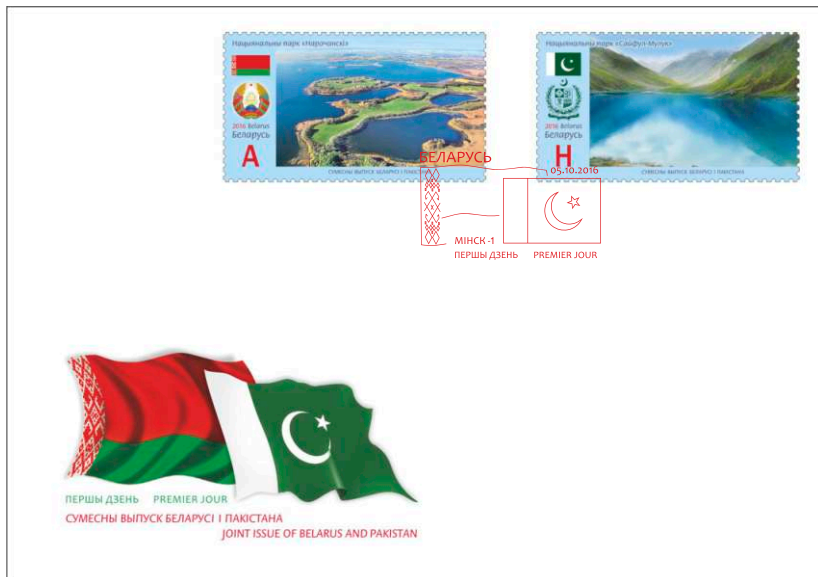 Нацыянальны парк «Нарачанскі»
2016 Belarus
Беларусь
A
СУМЕСНЫ ВЫПУСК БЕЛАРУСІ І ПАКІСТАНА
Нацыянальны парк «Сайфул-Мулук»
2016 Belarus
Беларусь
H
СУМЕСНЫ ВЫПУСК БЕЛАРУСІ І ПАКІСТАНА
БЕЛАРУСЬ
05.10.2016
МІНСК -1
ПЕРШЫ ДЗЕНЬ PREMIER JOUR
ПЕРШЫ ДЗЕНЬ PREMIER JOUR
СУМЕСНЫ ВЫПУСК БЕЛАРУСІ І ПАКІСТАНА
JOINT ISSUE OF BELARUS AND PAKISTAN